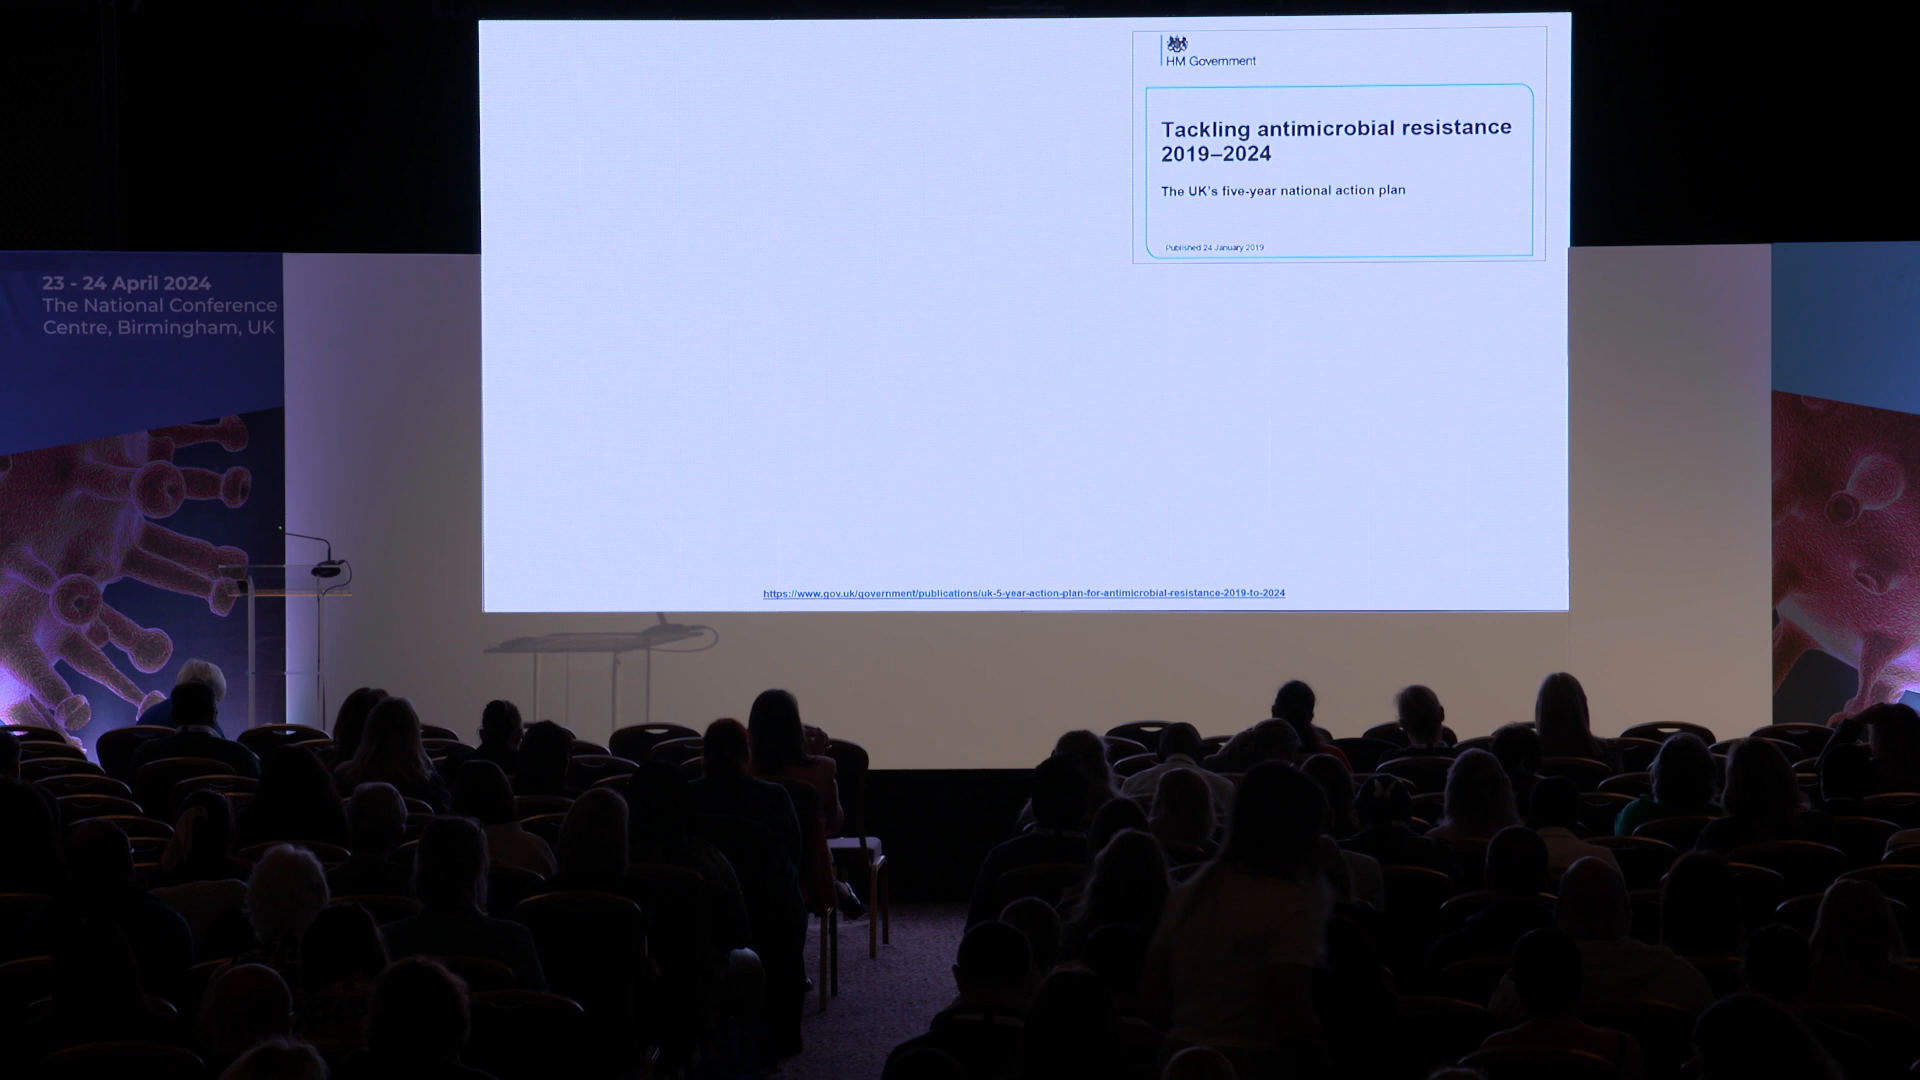 HM Government
Tackling antimicrobial resistance
2019–2024
The UK's five-year national action plan
Published 24 January 2019
23 - 24 April 2024
The National Conference
Centre, Birmingham, UK
https://www.gov.uk/government/publications/uk-5-year-action-plan-for-antimicrobial-resistance-2019-to-2024